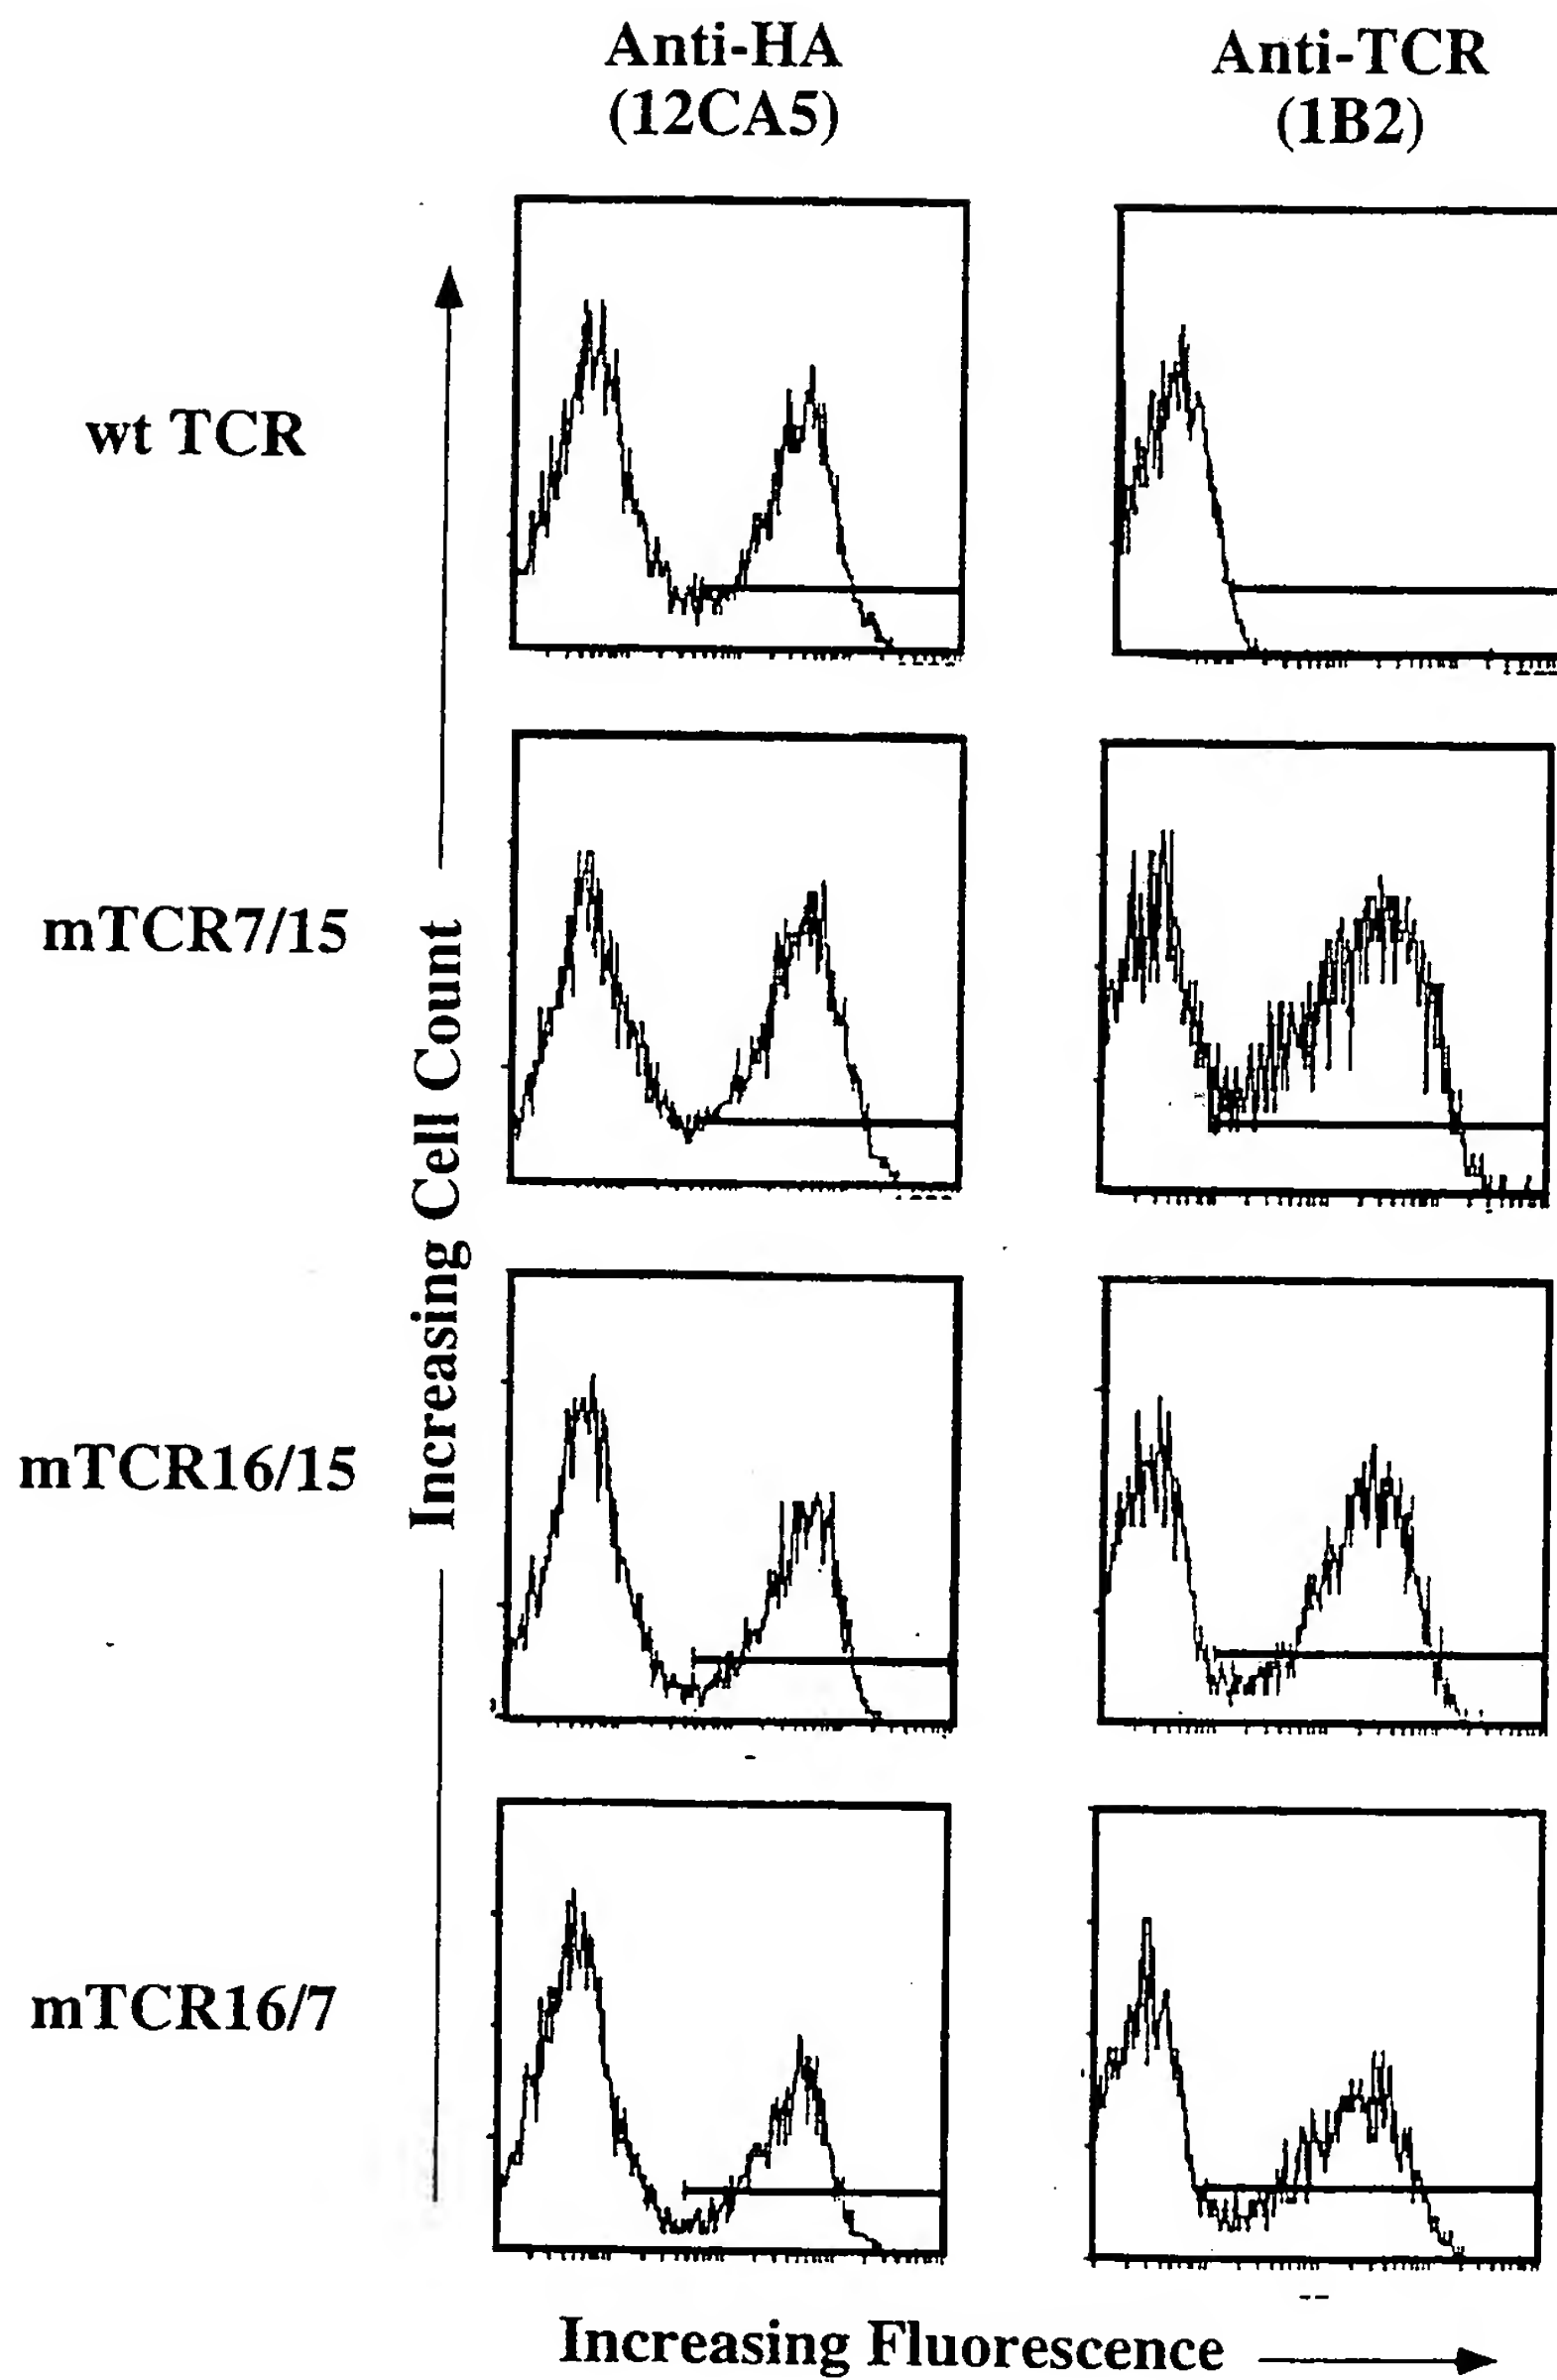 Anti-HA
(12CA5)
Anti-TCR
(1B2)
wt TCR
mTCR7/15
mTCR16/15
mTCR16/7
Increasing Cell Count
Increasing Fluorescence